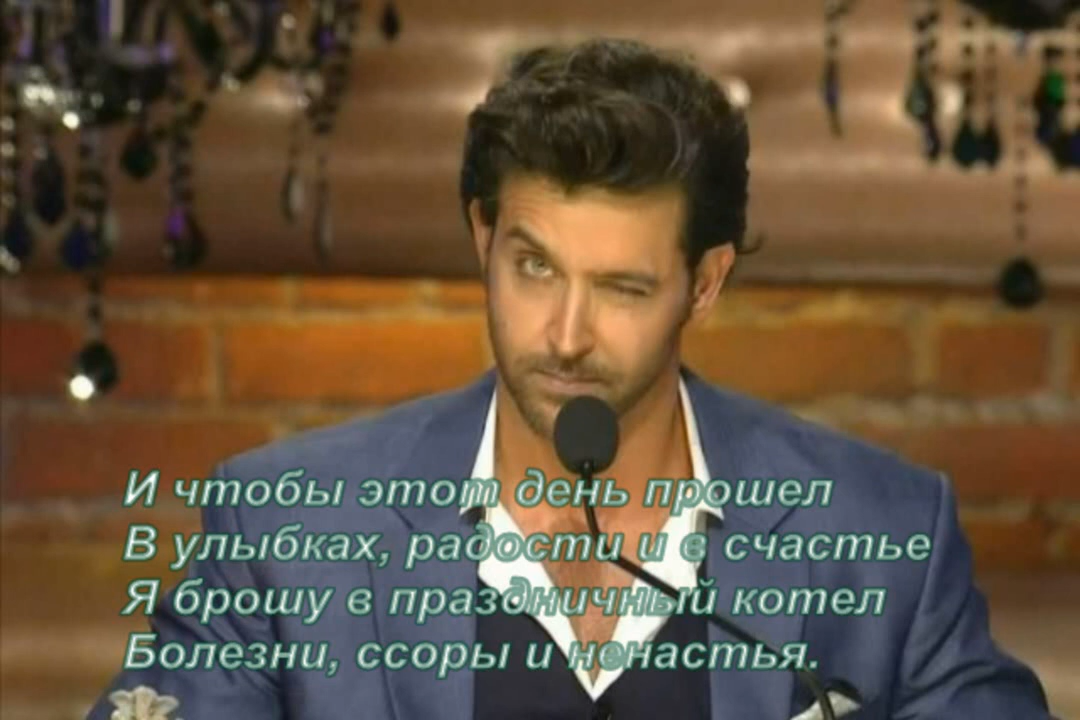 И чтобы этот день прошел
В улыбках, радости и в счастье
Я брошу в праздничный котел
Болезни, ссоры и ненастья.